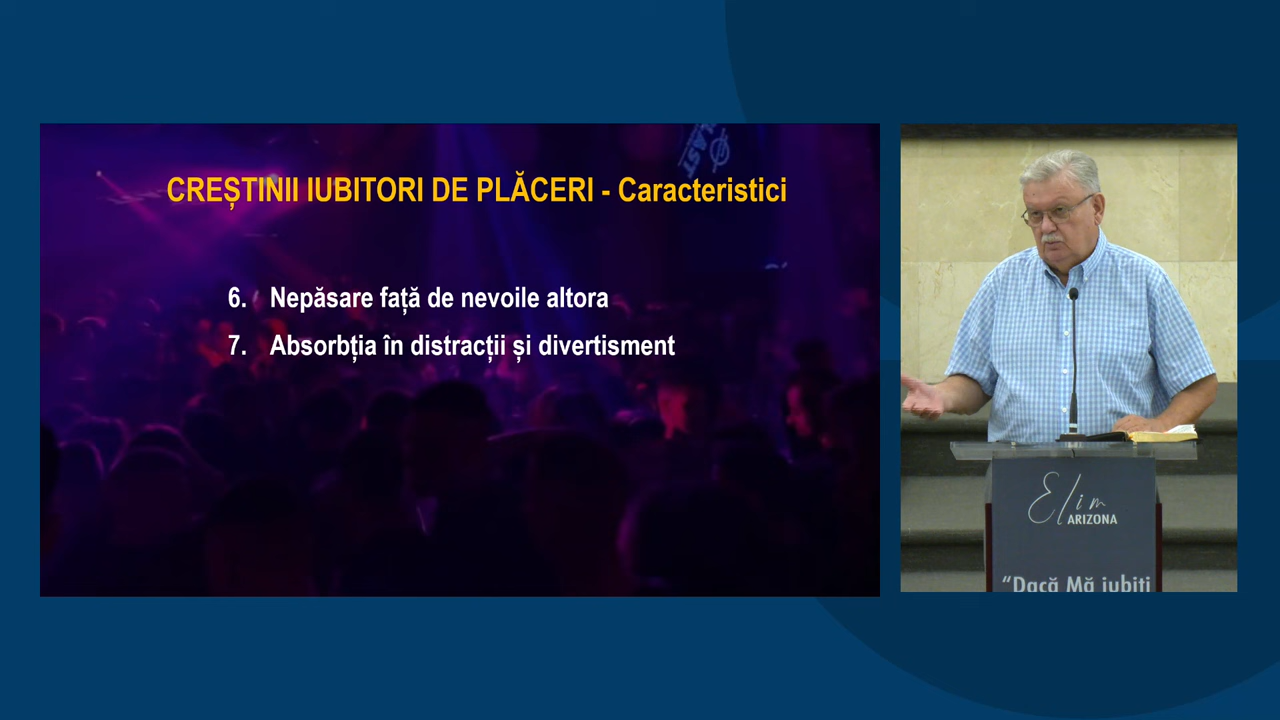 CREȘTINII IUBITORI DE PLĂCERI - Caracteristici
6. Nepăsare față de nevoile altora
7. Absorbția în distracții și divertisment
Elim
ARIZONA
"Dacă Mă iubiți